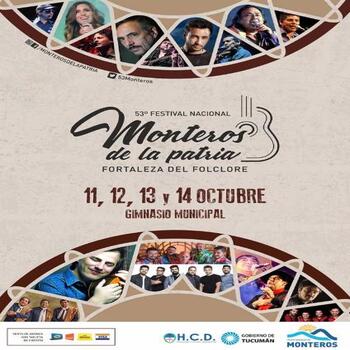 /MONTEROSDELAPATRIA
53Monteros
53º FESTIVAL NACIONAL
Monteros
de la patria
FORTALEZA DEL FOLCLORE
11, 12, 13 y 14 OCTUBRE
GIMNASIO MUNICIPAL
H.C.D.
GOBIERNO DE
TUCUMÁN
MONTEROS